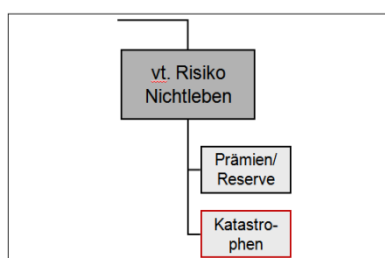 vt. Risiko
Nichtleben
Prämien/
Reserve
Katastro-
phen